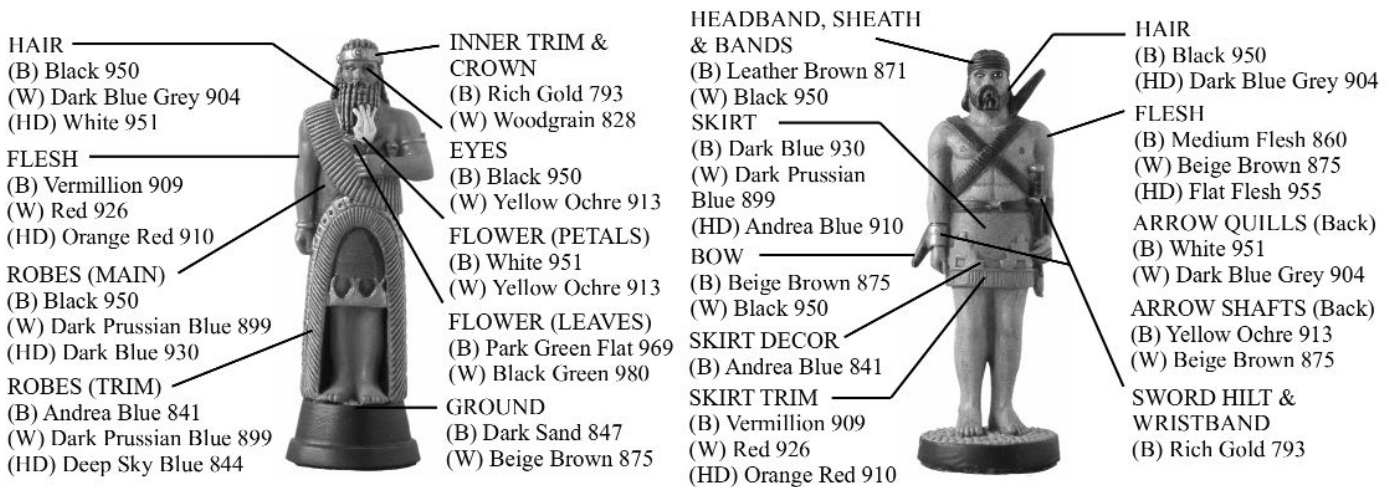 HAIR
(B) Black 950
(W) Dark Blue Grey 904
(HD) White 951
FLESH
(B) Vermillion 909
(W) Red 926
(HD) Orange Red 910
ROBES (MAIN)
(B) Black 950
(W) Dark Prussian Blue 899
(HD) Dark Blue 930
ROBES (TRIM)
(B) Andrea Blue 841
(W) Dark Prussian Blue 899
(HD) Deep Sky Blue 844
INNER TRIM &
CROWN
(B) Rich Gold 793
(W) Woodgrain 828
EYES
(B) Black 950
(W) Yellow Ochre 913
FLOWER (PETALS)
(B) White 951
(W) Yellow Ochre 913
FLOWER (LEAVES)
(B) Park Green Flat 969
(W) Black Green 980
GROUND
(B) Dark Sand 847
(W) Beige Brown 875
HEADBAND, SHEATH
& BANDS
(B) Leather Brown 871
(W) Black 950
SKIRT
(B) Dark Blue 930
(W) Dark Prussian
Blue 899
(HD) Andrea Blue 910
BOW
(B) Beige Brown 875
(W) Black 950
SKIRT DECOR
(B) Andrea Blue 841
SKIRT TRIM
(B) Vermillion 909
(W) Red 926
(HD) Orange Red 910
HAIR
(B) Black 950
(HD) Dark Blue Grey 904
FLESH
(B) Medium Flesh 860
(W) Beige Brown 875
(HD) Flat Flesh 955
ARROW QUILLS (Back)
(B) White 951
(W) Dark Blue Grey 904
ARROW SHAFTS (Back)
(B) Yellow Ochre 913
(W) Beige Brown 875
SWORD HILT &
WRISTBAND
(B) Rich Gold 793